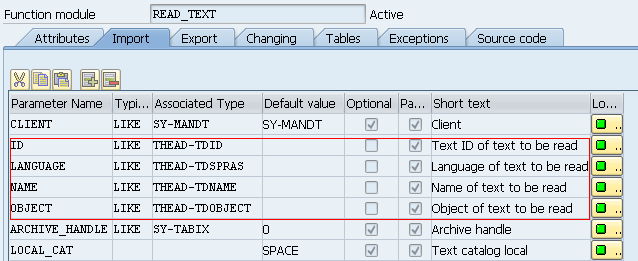 Function module READ_TEXT Active
Attributes Import Export Changing Tables Exceptions Source code
Parameter Name Typi... Associated Type Default value Optional Pa... Short text Lo...
CLIENT LIKE SY-MANDT SY-MANDT Client ..
ID LIKE THEAD-TDID Text ID of text to be read ..
LANGUAGE LIKE THEAD-TDSPRAS Language of text to be read ..
NAME LIKE THEAD-TDNAME Name of text to be read ..
OBJECT LIKE THEAD-TDOBJECT Object of text to be read ..
ARCHIVE_HANDLE LIKE SY-TABIX 0 Archive handle ..
LOCAL_CAT SPACE Text catalog local ..